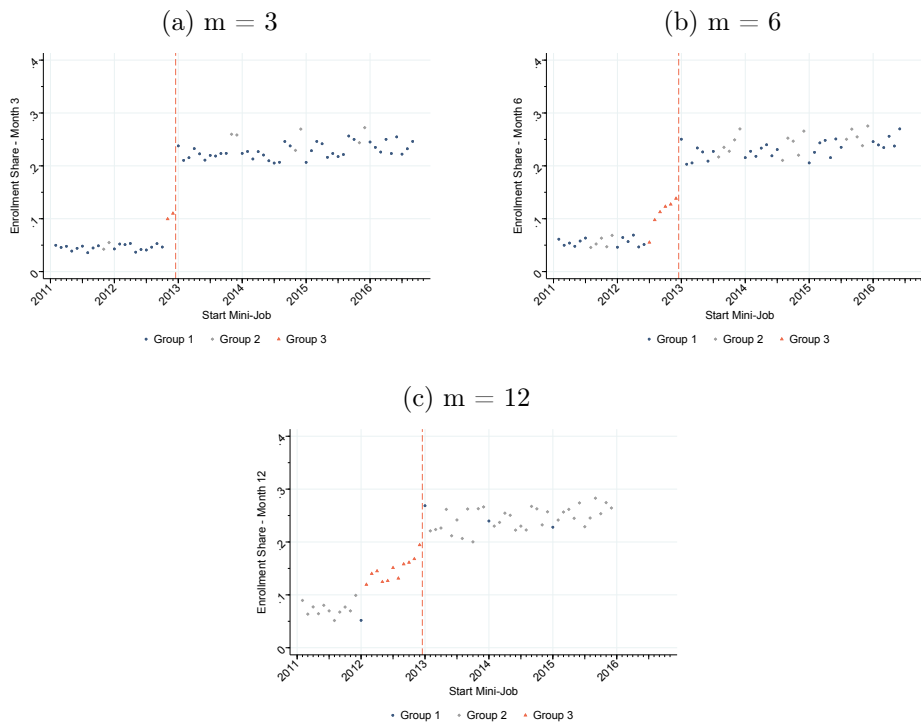 (a) m = 3
Enrollment Share - Month 3
.4
.3
.2
.1
0
2011 2012 2013 2014 2015 2016
Start Mini-Job
Group 1 Group 2 Group 3
(b) m = 6
Enrollment Share - Month 6
.4
.3
.2
.1
0
2011 2012 2013 2014 2015 2016
Start Mini-Job
Group 1 Group 2 Group 3
(c) m = 12
Enrollment Share - Month 12
.4
.3
.2
.1
0
2011 2012 2013 2014 2015 2016
Start Mini-Job
Group 1 Group 2 Group 3